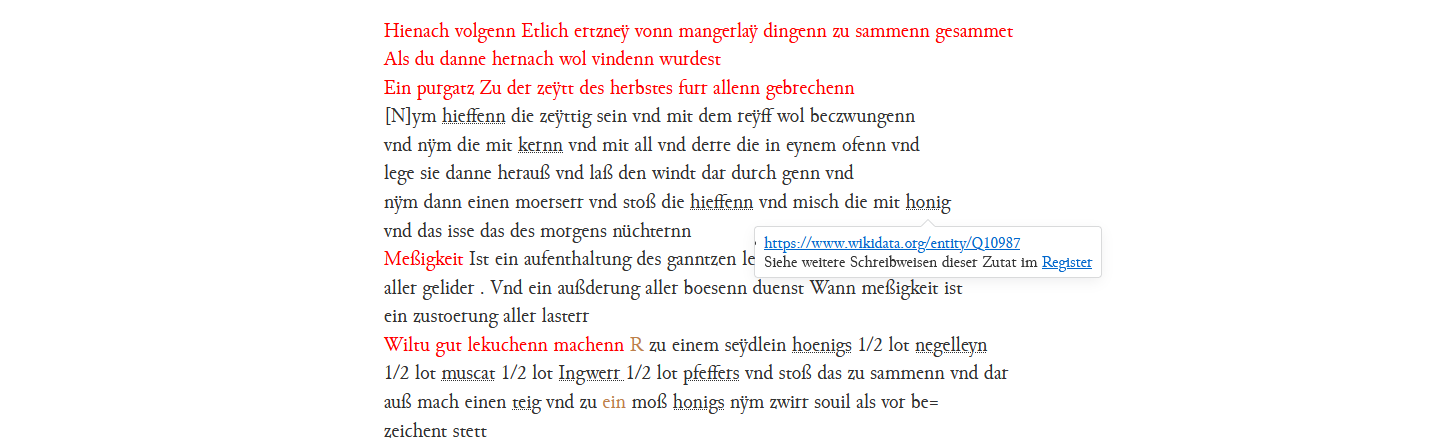 Hienach volgenn Etlich ertzneÿ vonn mangerlaÿ dingenn zu sammenn gesammet
Als du danne hernach wol vindenn wurdest
Ein purgatz Zu der zeÿtt des herbstes furr allenn gebrechenn
[N]ym hieffenn die zeÿttig sein vnd mit dem reÿff wol beczwungenn
vnd nÿm die mit kernn vnd mit all vnd derre die in eynem ofenn vnd
lege sie danne herauß vnd laß den windt dar durch genn vnd
nÿm dann einen moerserr vnd stoß die hieffenn vnd misch die mit honig
vnd das isse das des morgens nüchternn
https://www.wikidata.org/entity/Q10987
Siehe weitere Schreibweisen dieser Zutat im Register
Meßigkeit Ist ein aufenthaltung des ganntzen
aller gelider . Vnd ein außderung aller boesenn duenst Wann meßigkeit ist
ein zustoerung aller lasterr
Wiltu gut lekuchenn machenn R zu einem seÿdlein hoenigs 1/2 lot negelleyn
1/2 lot muscat 1/2 lot Ingwerr 1/2 lot pfeffers vnd stoß das zu sammenn vnd dar
auß mach einen teig vnd zu ein moß honigs nÿm zwirr souil als vor be=
zeichent stett